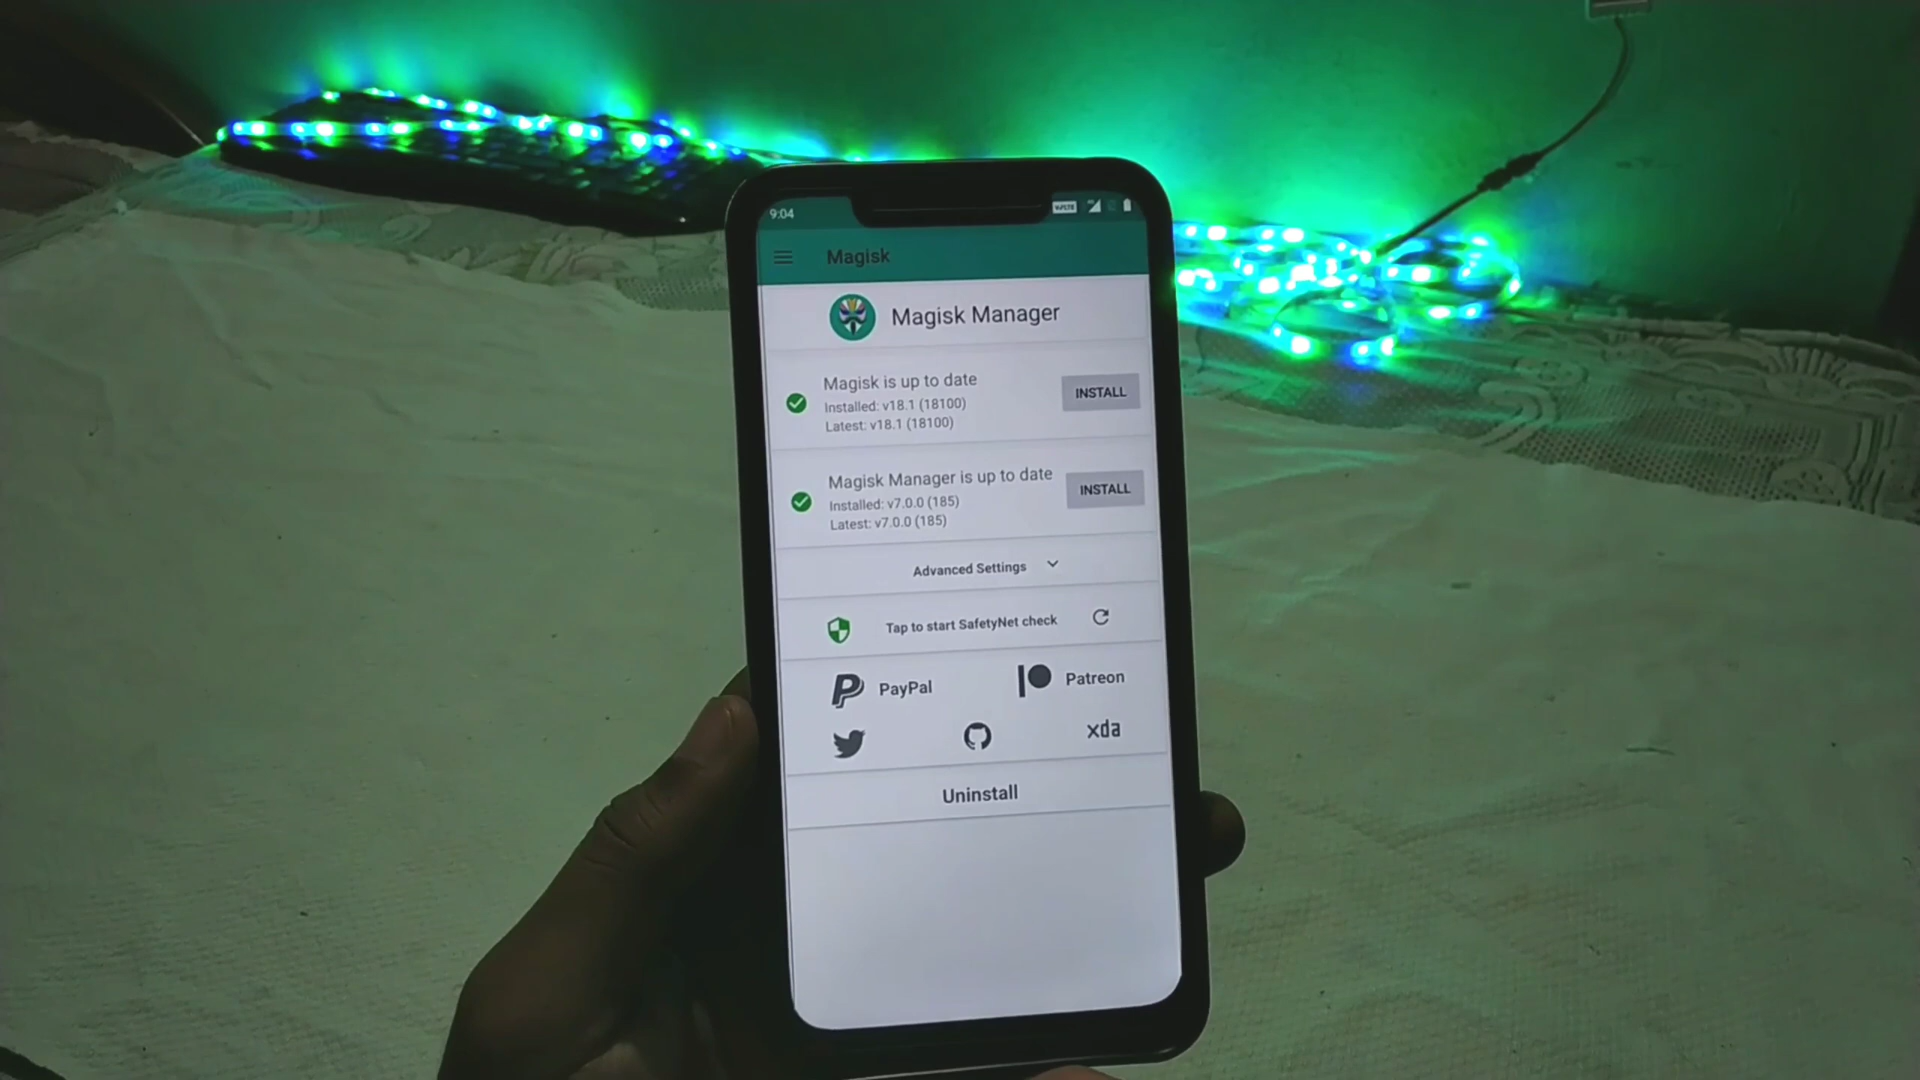 9:04
VoLTE
Magisk
Magisk Manager
Magisk is up to date
Installed: v18.1 (18100)
Latest: v18.1 (18100)
INSTALL
Magisk Manager is up to date
Installed: v7.0.0 (185)
Latest: v7.0.0 (185)
INSTALL
Advanced Settings
Tap to start SafetyNet check
PayPal
Patreon
xda
Uninstall